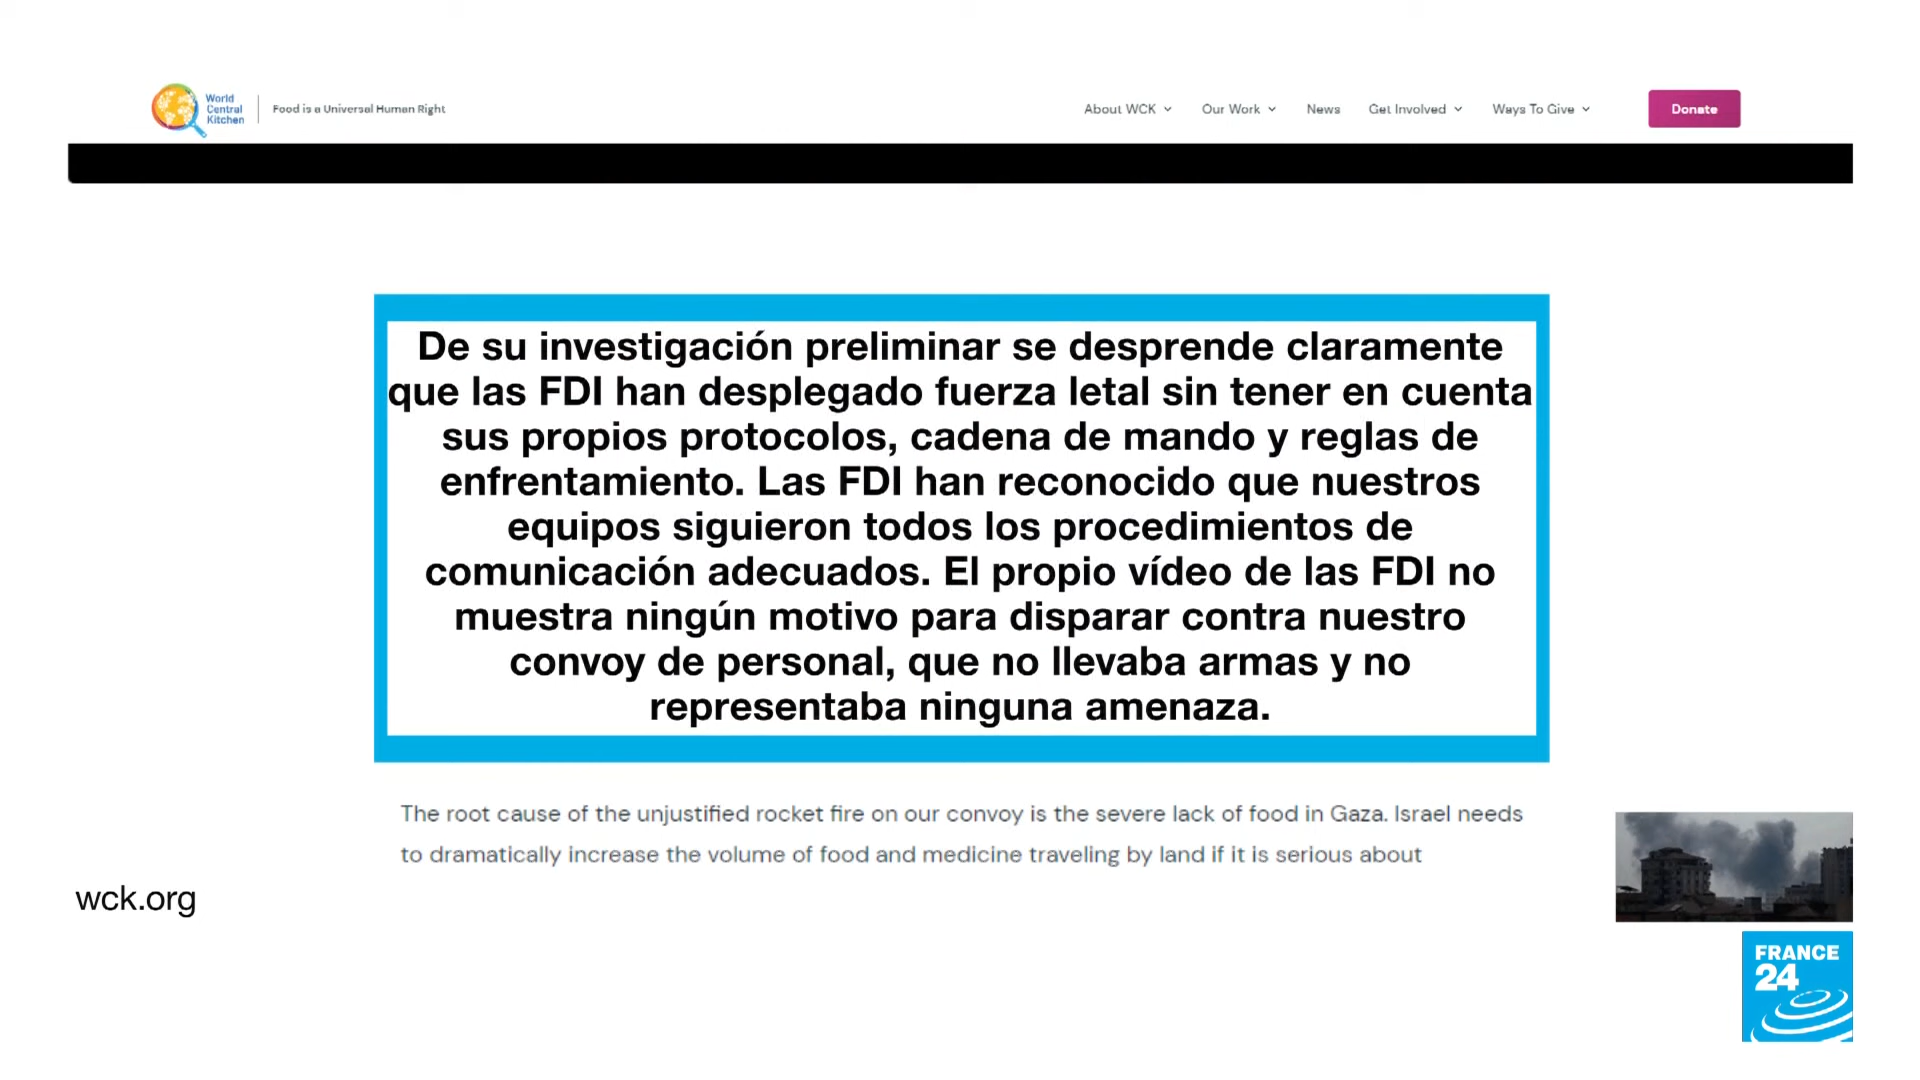 World
Central
Kitchen
Food is a Universal Human Right
About WCK
Our Work
News
Get Involved
Ways To Give
Donate
De su investigación preliminar se desprende claramente
que las FDI han desplegado fuerza letal sin tener en cuenta
sus propios protocolos, cadena de mando y reglas de
enfrentamiento. Las FDI han reconocido que nuestros
equipos siguieron todos los procedimientos de
comunicación adecuados. El propio vídeo de las FDI no
muestra ningún motivo para disparar contra nuestro
convoy de personal, que no llevaba armas y no
representaba ninguna amenaza.
The root cause of the unjustified rocket fire on our convoy is the severe lack of food in Gaza. Israel needs
to dramatically increase the volume of food and medicine traveling by land if it is serious about
wck.org
FRANCE
24